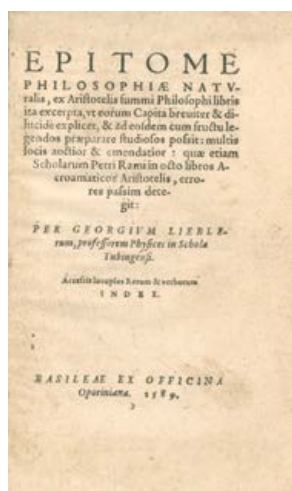 EPITOME
PHILOSOPHIÆ NATV-
ralis, ex Aristotelis summi Philosophi libris
ita excerpta, vt eorum Capita breuiter & di-
lucide explicet, & ad eosdem cum fructu le-
gendos præparare studiosos possit: multis
locis auctior & emendatior: quæ etiam
Scholarum Petri Rami in octo libros A-
croamaticos Aristotelis, erro-
res passim dete-
git:
PER GEORGIVM LIEBLE-
rum, professorem Physices in Schola
Tubingensi.
Accessit locuples Rerum & verborum
INDEX.
BASILEAE EX OFFICINA
Oporiniana. 1589.